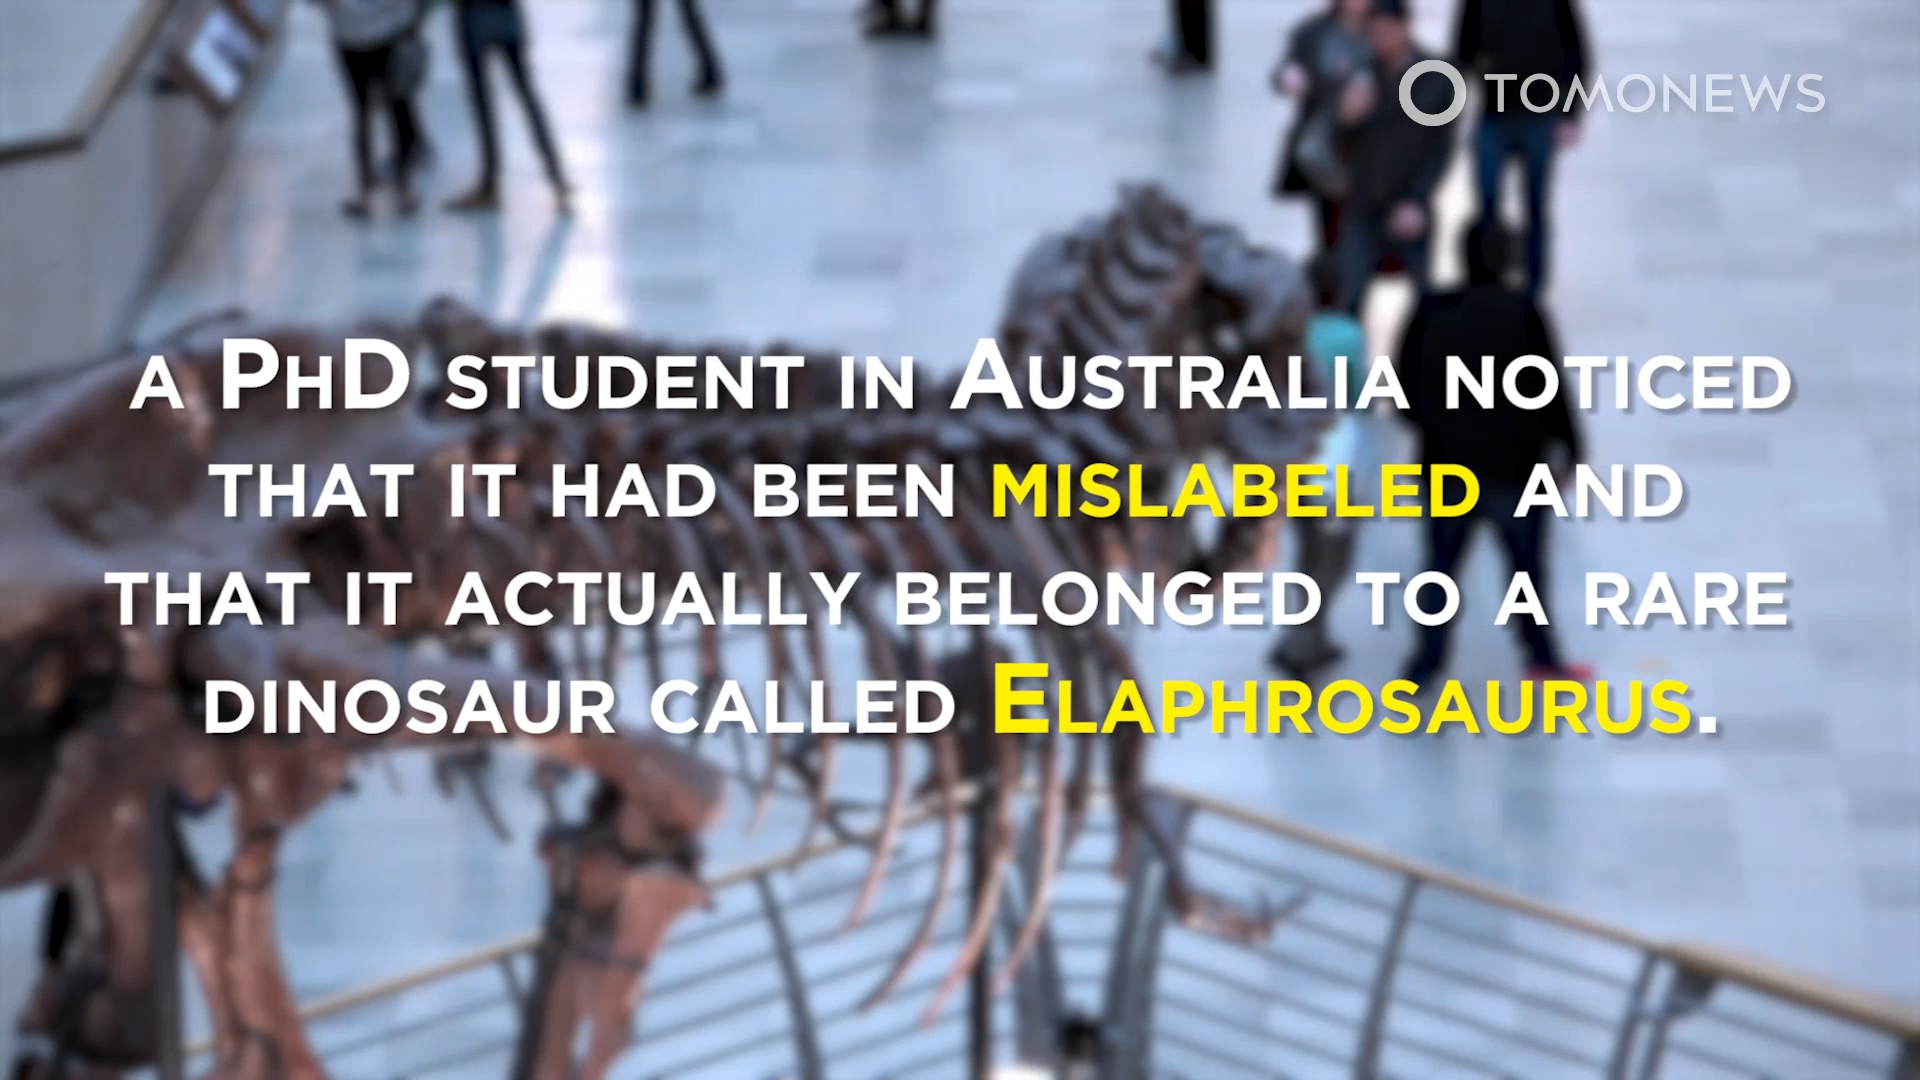 TOMONEWS
A PHD STUDENT IN AUSTRALIA NOTICED
THAT IT HAD BEEN MISLABELED AND
THAT IT ACTUALLY BELONGED TO A RARE
DINOSAUR CALLED ELAPHROSAURUS.